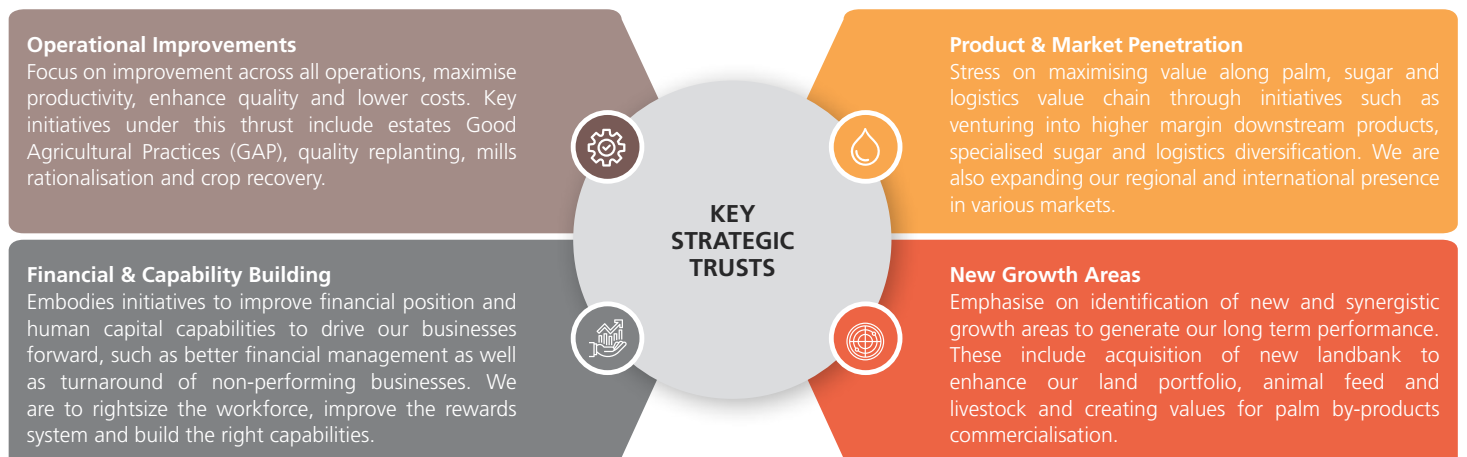 Operational Improvements
Focus on improvement across all operations, maximise
productivity, enhance quality and lower costs. Key
initiatives under this thrust include estates Good
Agricultural Practices (GAP), quality replanting, mills
rationalisation and crop recovery.
Product & Market Penetration
Stress on maximising value along palm, sugar and
logistics value chain through initiatives such as
venturing into higher margin downstream products,
specialised sugar and logistics diversification. We are
also expanding our regional and international presence
in various markets.
KEY
STRATEGIC
TRUSTS
Financial & Capability Building
Embodies initiatives to improve financial position and
human capital capabilities to drive our businesses
forward, such as better financial management as well
as turnaround of non-performing businesses. We
are to rightsize the workforce, improve the rewards
system and build the right capabilities.
New Growth Areas
Emphasise on identification of new and synergistic
growth areas to generate our long term performance.
These include acquisition of new landbank to
enhance our land portfolio, animal feed and
livestock and creating values for palm by-products
commercialisation.